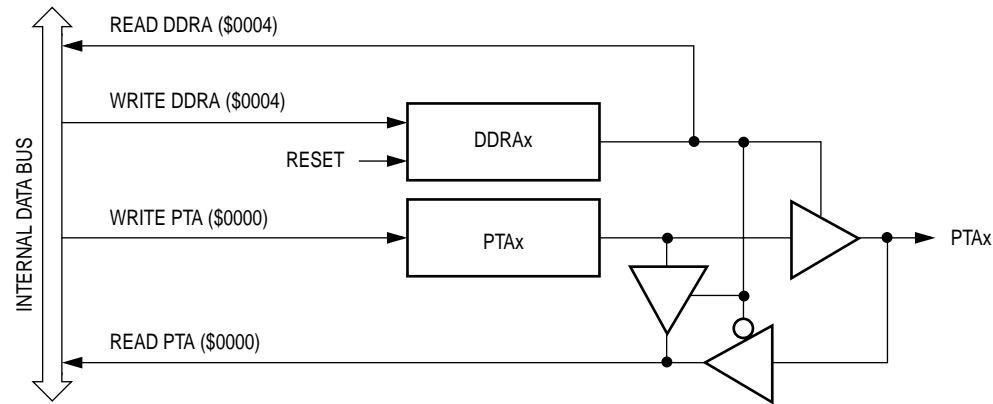 READ DDRA ($0004)
WRITE DDRA ($0004)
DDRAx
RESET
INTERNAL DATA BUS
WRITE PTA ($0000)
PTAx
PTAx
READ PTA ($0000)